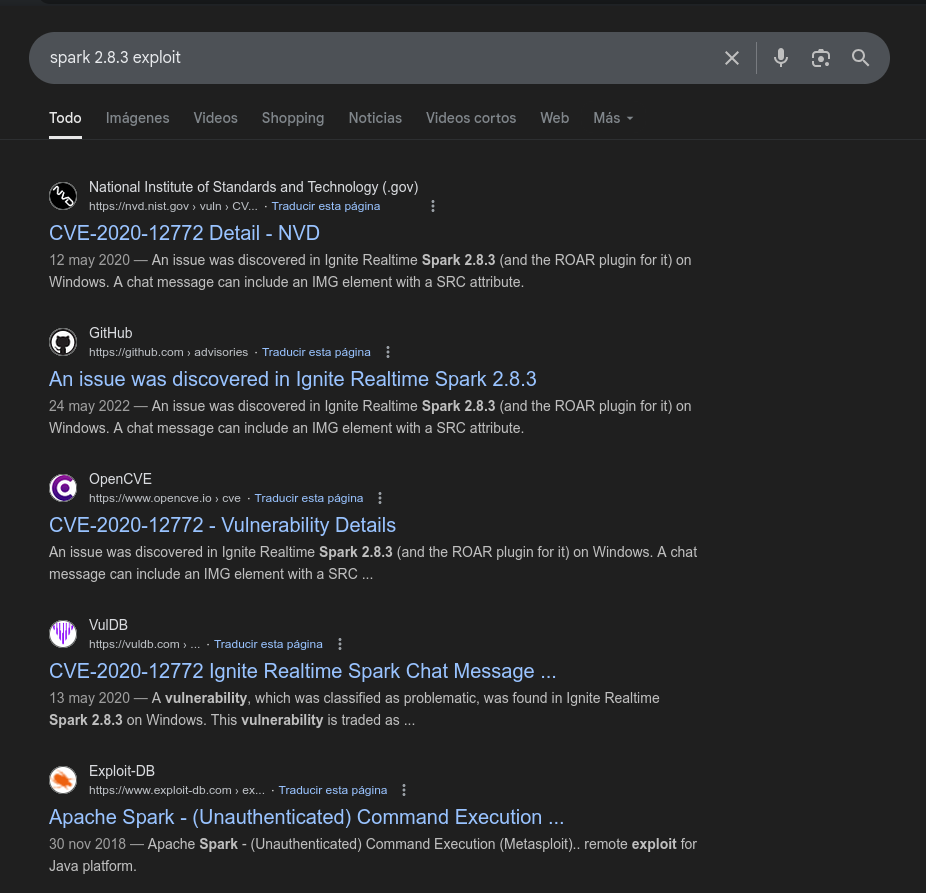 spark 2.8.3 exploit
Todo Imágenes Videos Shopping Noticias Videos cortos Web Más
National Institute of Standards and Technology (.gov)
https://nvd.nist.gov › vuln › CV... · Traducir esta página
CVE-2020-12772 Detail - NVD
12 may 2020 — An issue was discovered in Ignite Realtime Spark 2.8.3 (and the ROAR plugin for it) on
Windows. A chat message can include an IMG element with a SRC attribute.
GitHub
https://github.com › advisories · Traducir esta página
An issue was discovered in Ignite Realtime Spark 2.8.3
24 may 2022 — An issue was discovered in Ignite Realtime Spark 2.8.3 (and the ROAR plugin for it) on
Windows. A chat message can include an IMG element with a SRC attribute.
OpenCVE
https://www.opencve.io › cve · Traducir esta página
CVE-2020-12772 - Vulnerability Details
An issue was discovered in Ignite Realtime Spark 2.8.3 (and the ROAR plugin for it) on Windows. A chat
message can include an IMG element with a SRC ...
VulDB
https://vuldb.com › ... · Traducir esta página
CVE-2020-12772 Ignite Realtime Spark Chat Message ...
13 may 2020 — A vulnerability, which was classified as problematic, was found in Ignite Realtime
Spark 2.8.3 on Windows. This vulnerability is traded as ...
Exploit-DB
https://www.exploit-db.com › ex... · Traducir esta página
Apache Spark - (Unauthenticated) Command Execution ...
30 nov 2018 — Apache Spark - (Unauthenticated) Command Execution (Metasploit).. remote exploit for
Java platform.